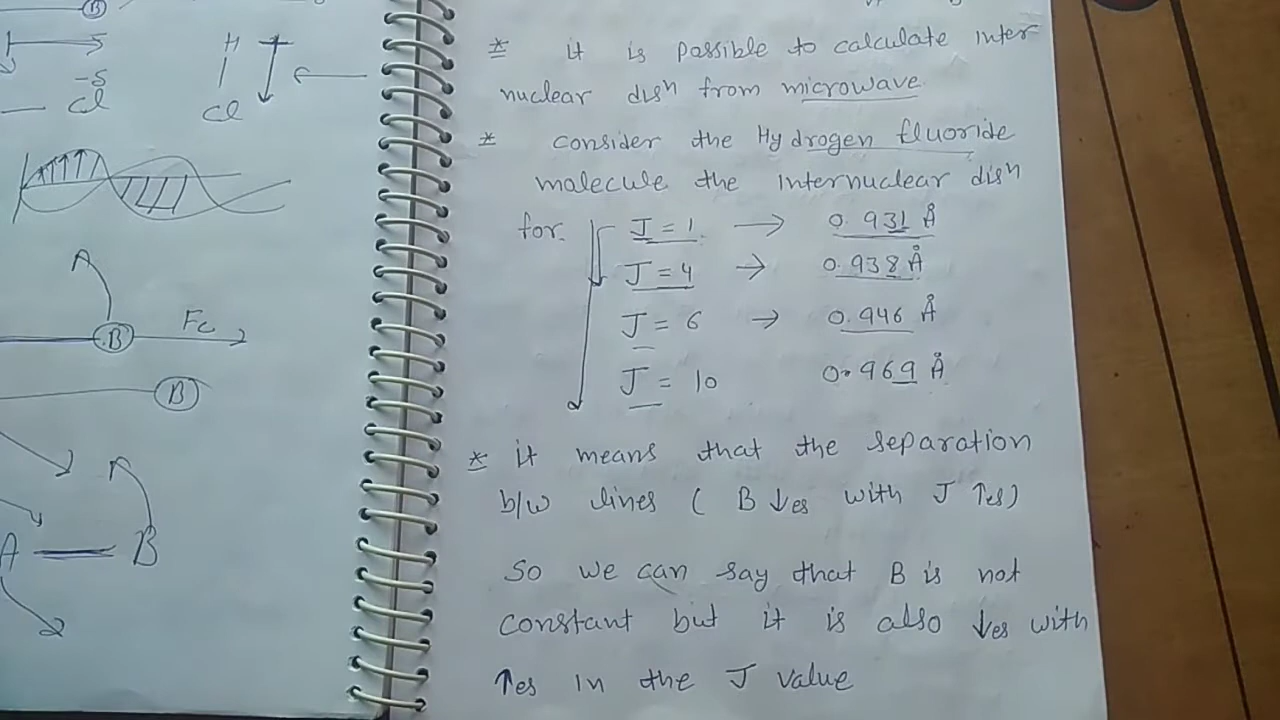 B
H
-δ
Cl
Cl
A
B
Fc
B
A B
* it is possible to calculate inter
nuclear disⁿ from microwave
* consider the Hydrogen fluoride
molecule the internuclear disⁿ
for J = 1 → 0.931 Å
J = 4 → 0.938 Å
J = 6 → 0.946 Å
J = 10 0.969 Å
* it means that the separation
b/w lines ( B ↓es with J ↑es)
So we can say that B is not
constant but it is also ↓es with
↑es in the J value